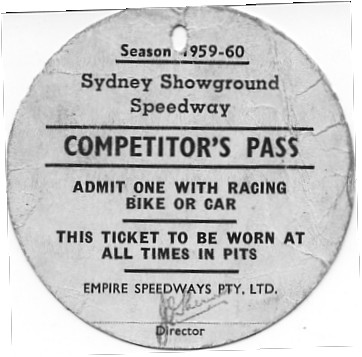 Season 1959-60
Sydney Showground
Speedway
COMPETITOR'S PASS
ADMIT ONE WITH RACING
BIKE OR CAR
THIS TICKET TO BE WORN AT
ALL TIMES IN PITS
EMPIRE SPEEDWAYS PTY. LTD.
Director